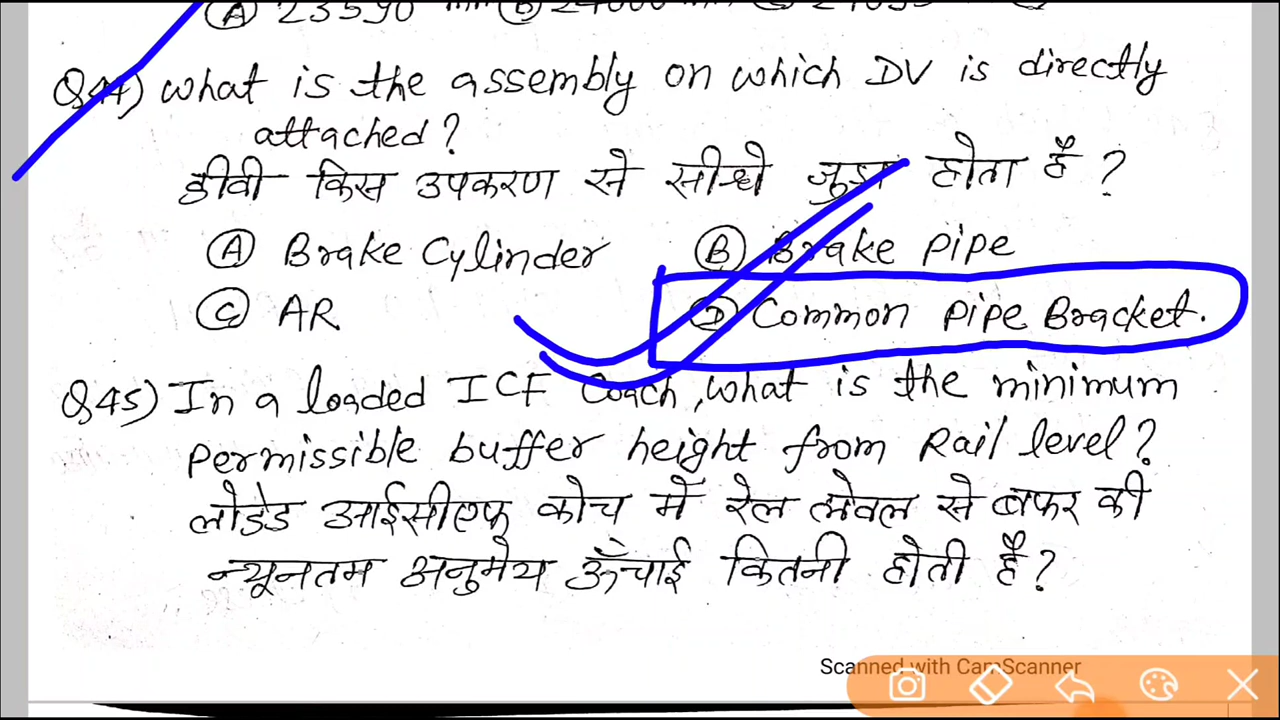 Ⓐ 23590
Q44) What is the assembly on which DV is directly
attached?
डीवी किस उपकरण से सीधे जुड़ा होता है?
Ⓐ Brake Cylinder Ⓑ Brake pipe
Ⓒ AR Ⓓ Common Pipe Bracket.
Q45) In a loaded ICF Coach, what is the minimum
permissible buffer height from Rail level?
लोडेड आईसीएफ कोच में रेल लेवल से बफर की
न्यूनतम अनुमेय ऊँचाई कितनी होती है?
Scanned with CamScanner